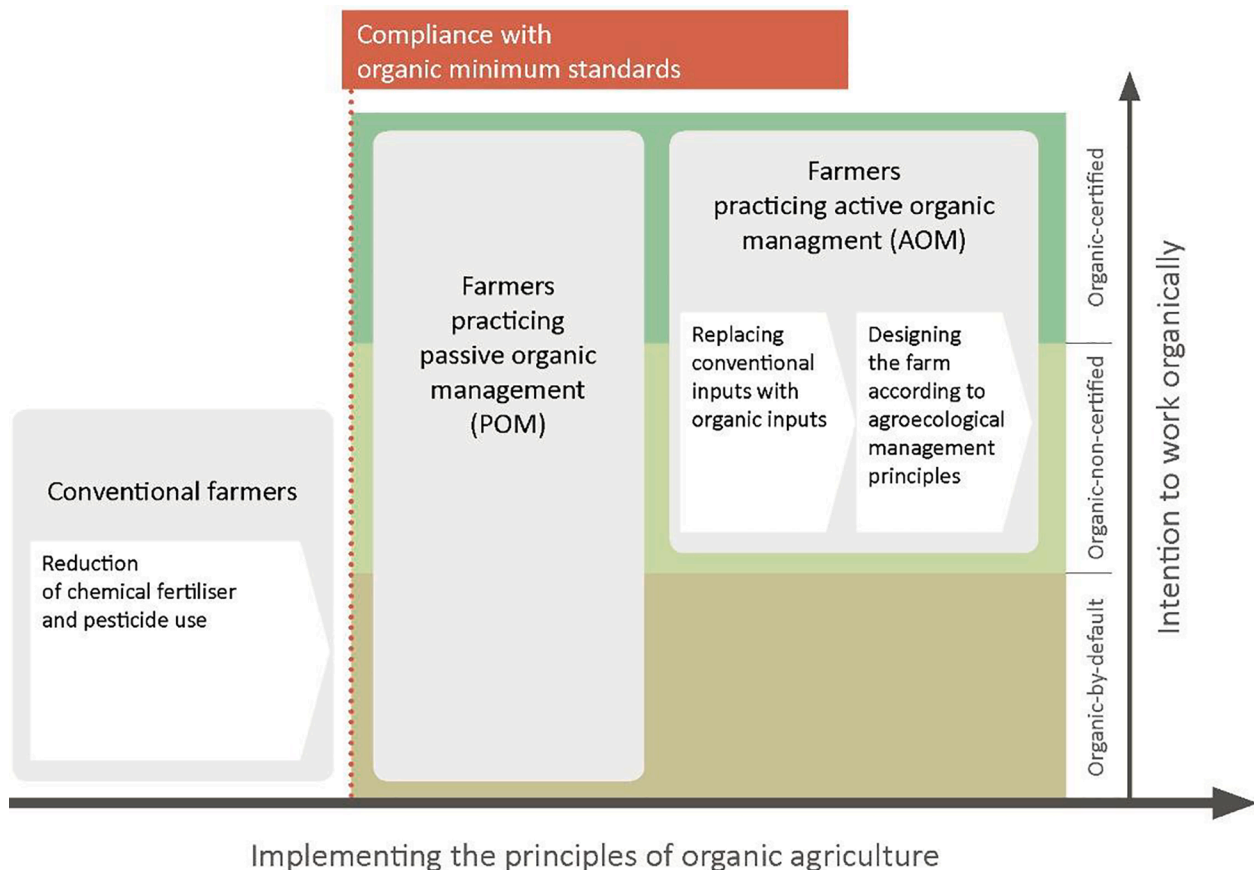 Compliance with
organic minimum standards
Farmers
practicing
passive organic
management
(POM)
Farmers
practicing active organic
managment (AOM)
Replacing
conventional
inputs with
organic inputs
Designing
the farm
according to
agroecological
management
principles
Conventional farmers
Reduction
of chemical fertiliser
and pesticide use
Organic-certified
Organic-non-certified
Organic-by-default
Intention to work organically
Implementing the principles of organic agriculture